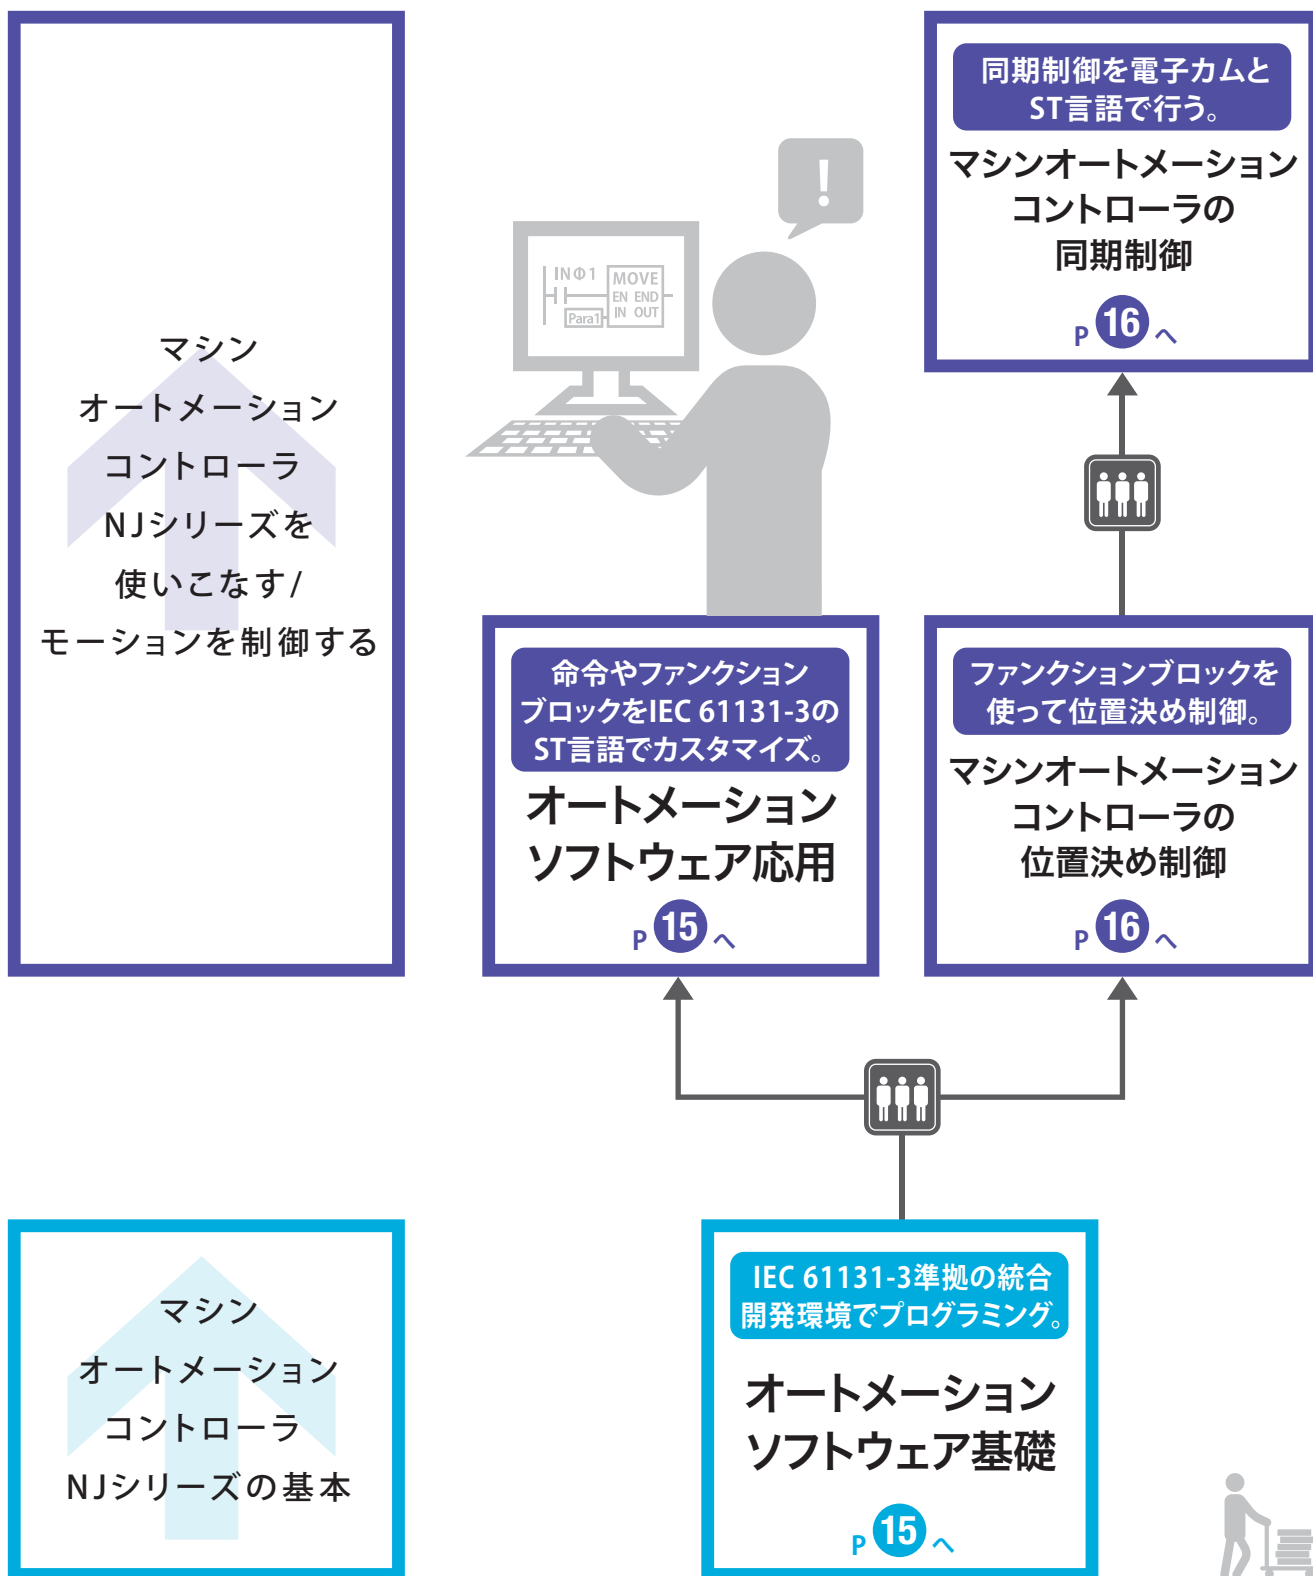 同期制御を電子カムと
ST言語で行う。
マシンオートメーション
コントローラの
同期制御
P 16 へ
!
IN Φ 1
MOVE
EN END
IN OUT
Para1
マシン
オートメーション
コントローラ
NJシリーズを
使いこなす/
モーションを制御する
命令やファンクション
ブロックをIEC 61131-3の
ST言語でカスタマイズ。
オートメーション
ソフトウェア応用
P 15 へ
ファンクションブロックを
使って位置決め制御。
マシンオートメーション
コントローラの
位置決め制御
P 16 へ
マシン
オートメーション
コントローラ
NJシリーズの基本
IEC 61131-3準拠の統合
開発環境でプログラミング。
オートメーション
ソフトウェア基礎
P 15 へ